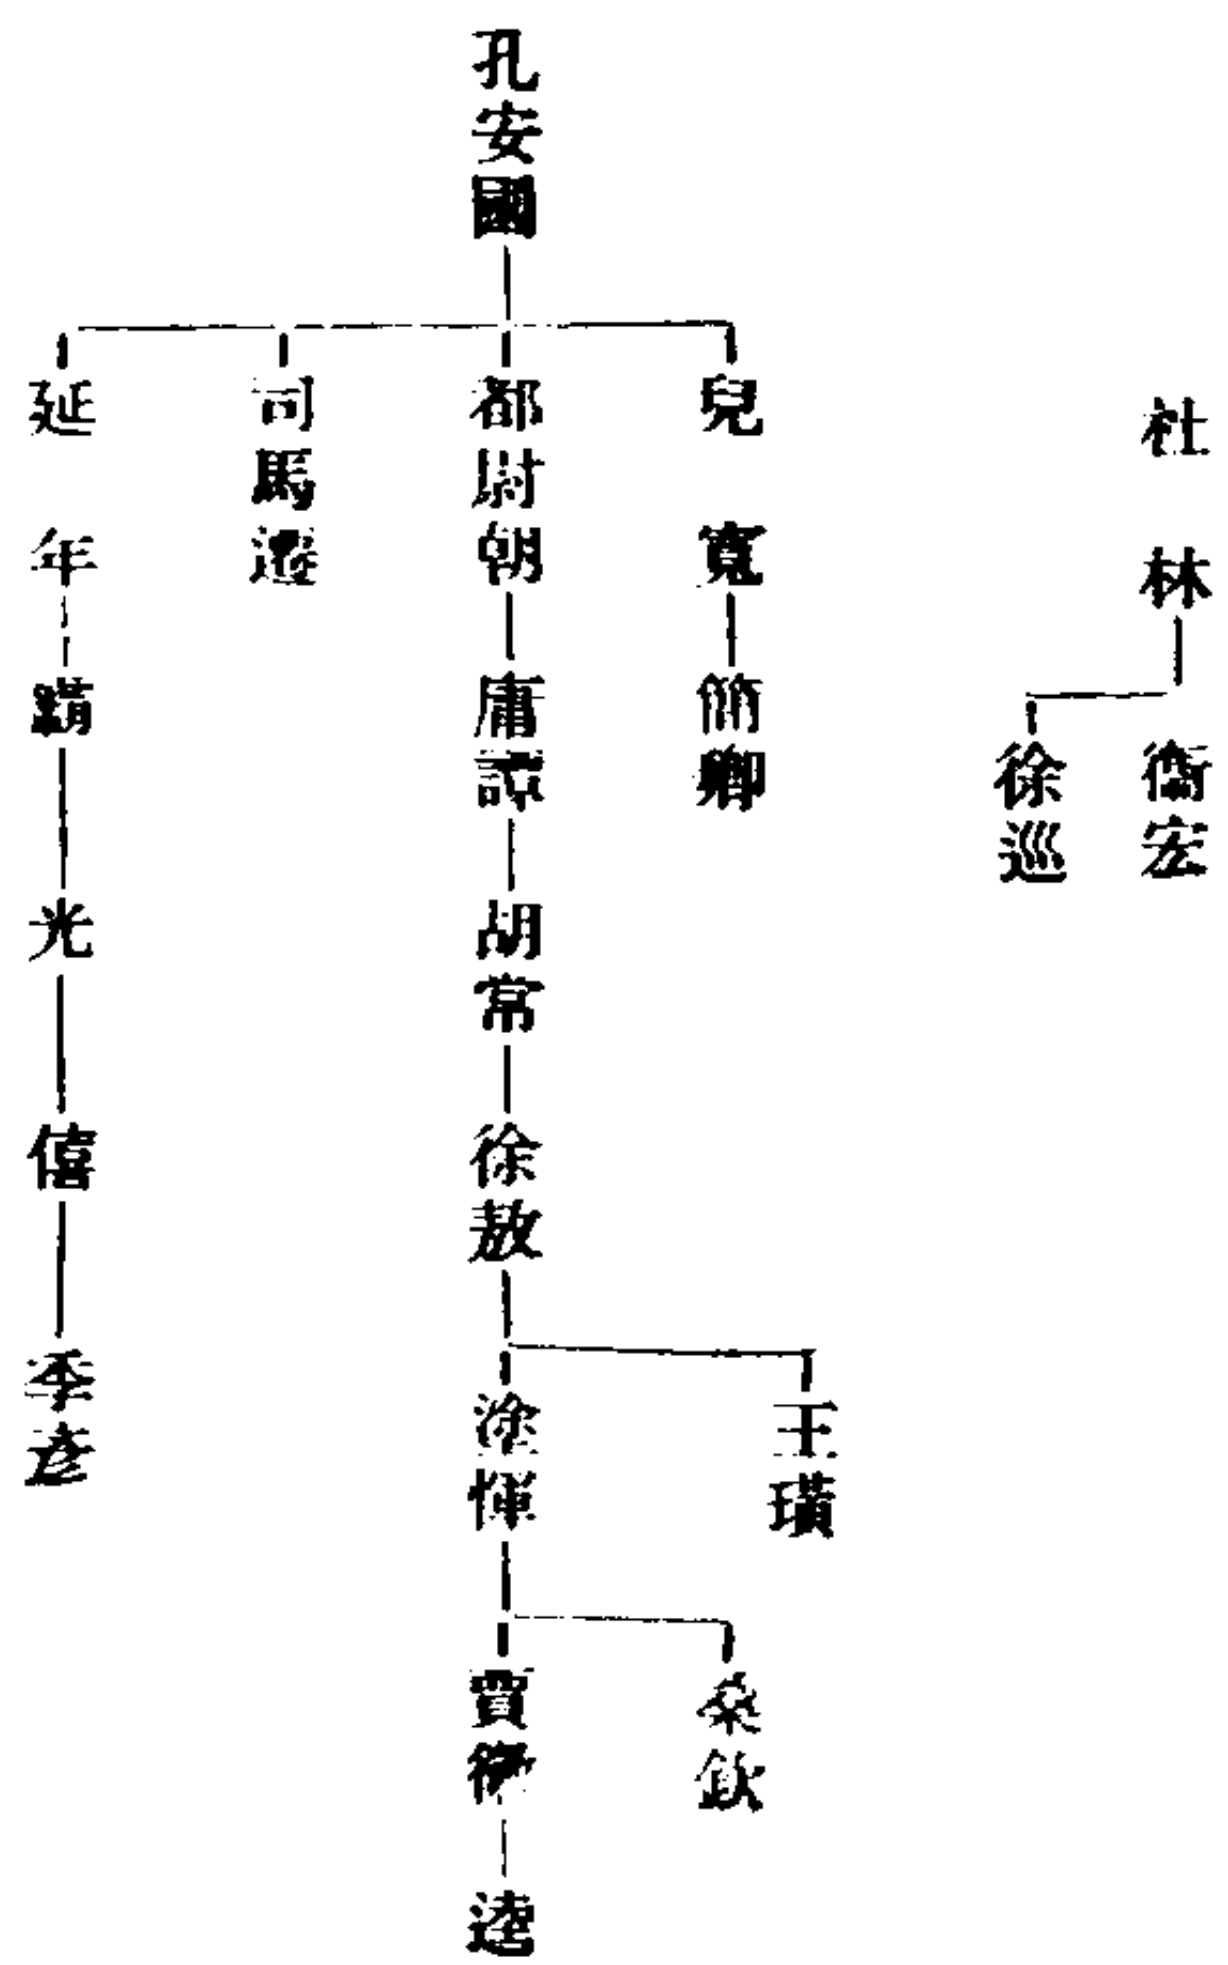 孔安國
杜林
衞宏
徐巡
兒寬
簡卿
都尉朝
庸譚
胡常
徐敖
王璜
塗惲
桑欽
賈徽
逵
司馬遷
延年
霸
光
僖
季彥